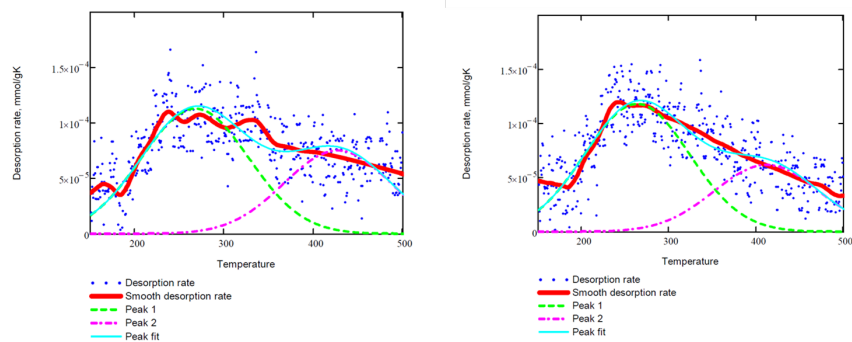 Desorption rate, mmol/gK
1.5×10⁻⁴
1×10⁻⁴
5×10⁻⁵
0
200
300
400
500
Temperature
Desorption rate
Smooth desorption rate
Peak 1
Peak 2
Peak fit
Desorption rate, mmol/gK
1.5×10⁻⁴
1×10⁻⁴
5×10⁻⁵
0
200
300
400
500
Temperature
Desorption rate
Smooth desorption rate
Peak 1
Peak 2
Peak fit